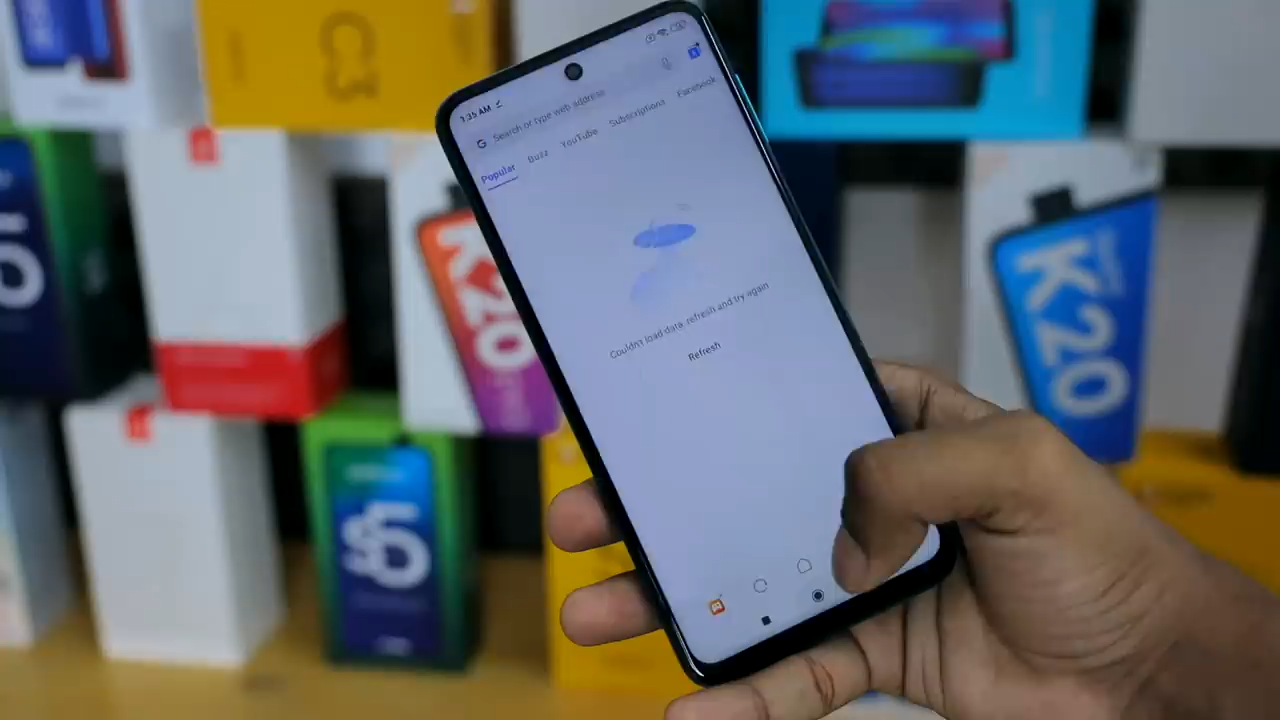 C3
1:35 AM
Search or type web address
Popular
Buzz
YouTube
Subscriptions
Facebook
Couldn't load data, refresh and try again
Refresh
K20
K20